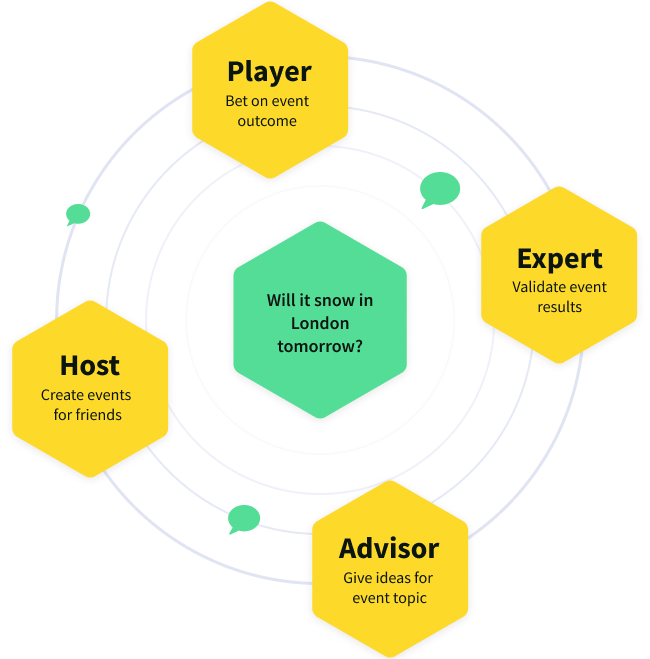 Player
Bet on event
outcome
Expert
Validate event
results
Will it snow in
London
tomorrow?
Host
Create events
for friends
Advisor
Give ideas for
event topic